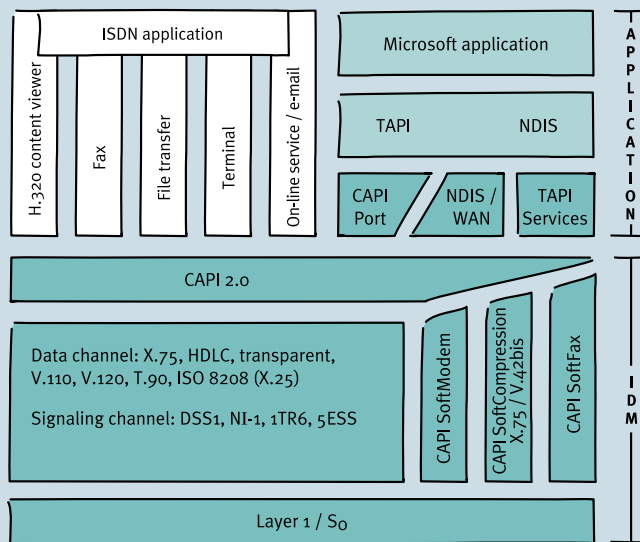 ISDN application
H.320 content viewer
Fax
File transfer
Terminal
On-line service / e-mail
Microsoft application
TAPI NDIS
CAPI
Port
NDIS /
WAN
TAPI
Services
APPLICATION
CAPI 2.0
Data channel: X.75, HDLC, transparent,
V.110, V.120, T.90, ISO 8208 (X.25)
Signaling channel: DSS1, NI-1, 1TR6, 5ESS
CAPI SoftModem
CAPI SoftCompression
X.75 / V.42bis
CAPI SoftFax
IDM
Layer 1 / S0